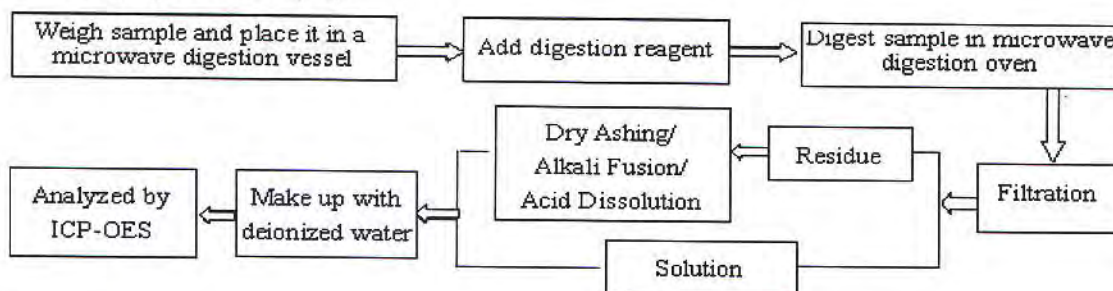 Weigh sample and place it in a
microwave digestion vessel
Add digestion reagent
Digest sample in microwave
digestion oven
Filtration
Residue
Solution
Dry Ashing/
Alkali Fusion/
Acid Dissolution
Make up with
deionized water
Analyzed by
ICP-OES